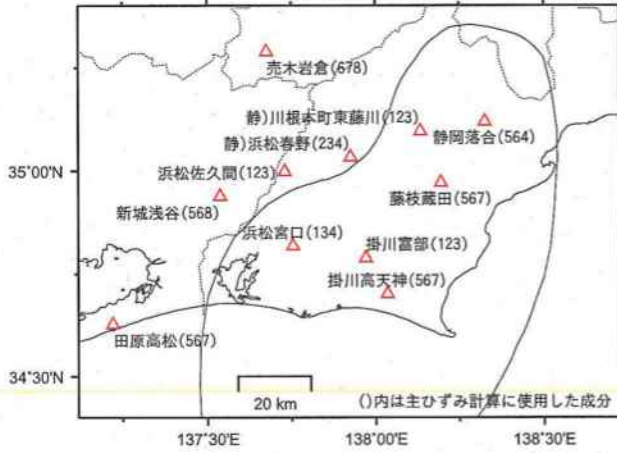 売木岩倉(678)
静)川根本町東藤川(123)
静岡落合(564)
静)浜松春野(234)
浜松佐久間(123)
35°00'N
藤枝蔵田(567)
新城浅谷(568)
浜松宮口(134)
掛川富部(123)
掛川高天神(567)
田原高松(567)
34°30'N
20 km
()内は主ひずみ計算に使用した成分
137°30'E
138°00'E
138°30'E